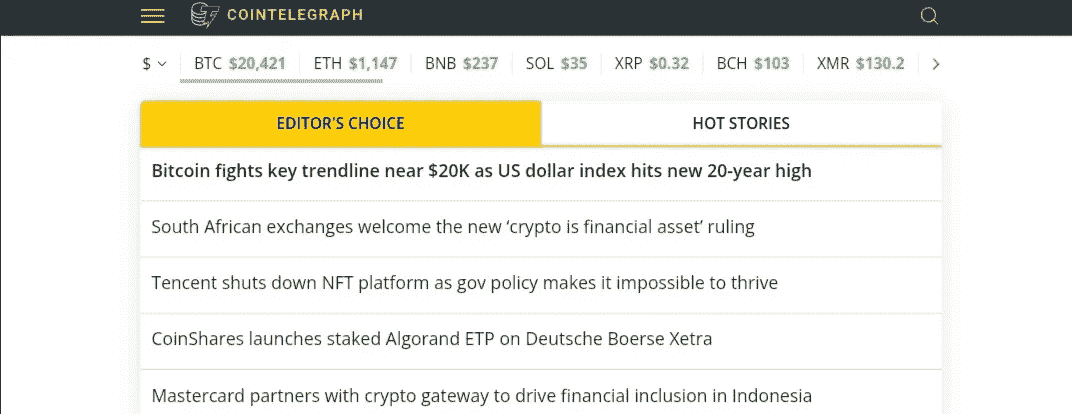 COINTELEGRAPH
$ BTC $20,421 ETH $1,147 BNB $237 SOL $35 XRP $0.32 BCH $103 XMR $130.2
EDITOR'S CHOICE HOT STORIES
Bitcoin fights key trendline near $20K as US dollar index hits new 20-year high
South African exchanges welcome the new ‘crypto is financial asset’ ruling
Tencent shuts down NFT platform as gov policy makes it impossible to thrive
CoinShares launches staked Algorand ETP on Deutsche Boerse Xetra
Mastercard partners with crypto gateway to drive financial inclusion in Indonesia